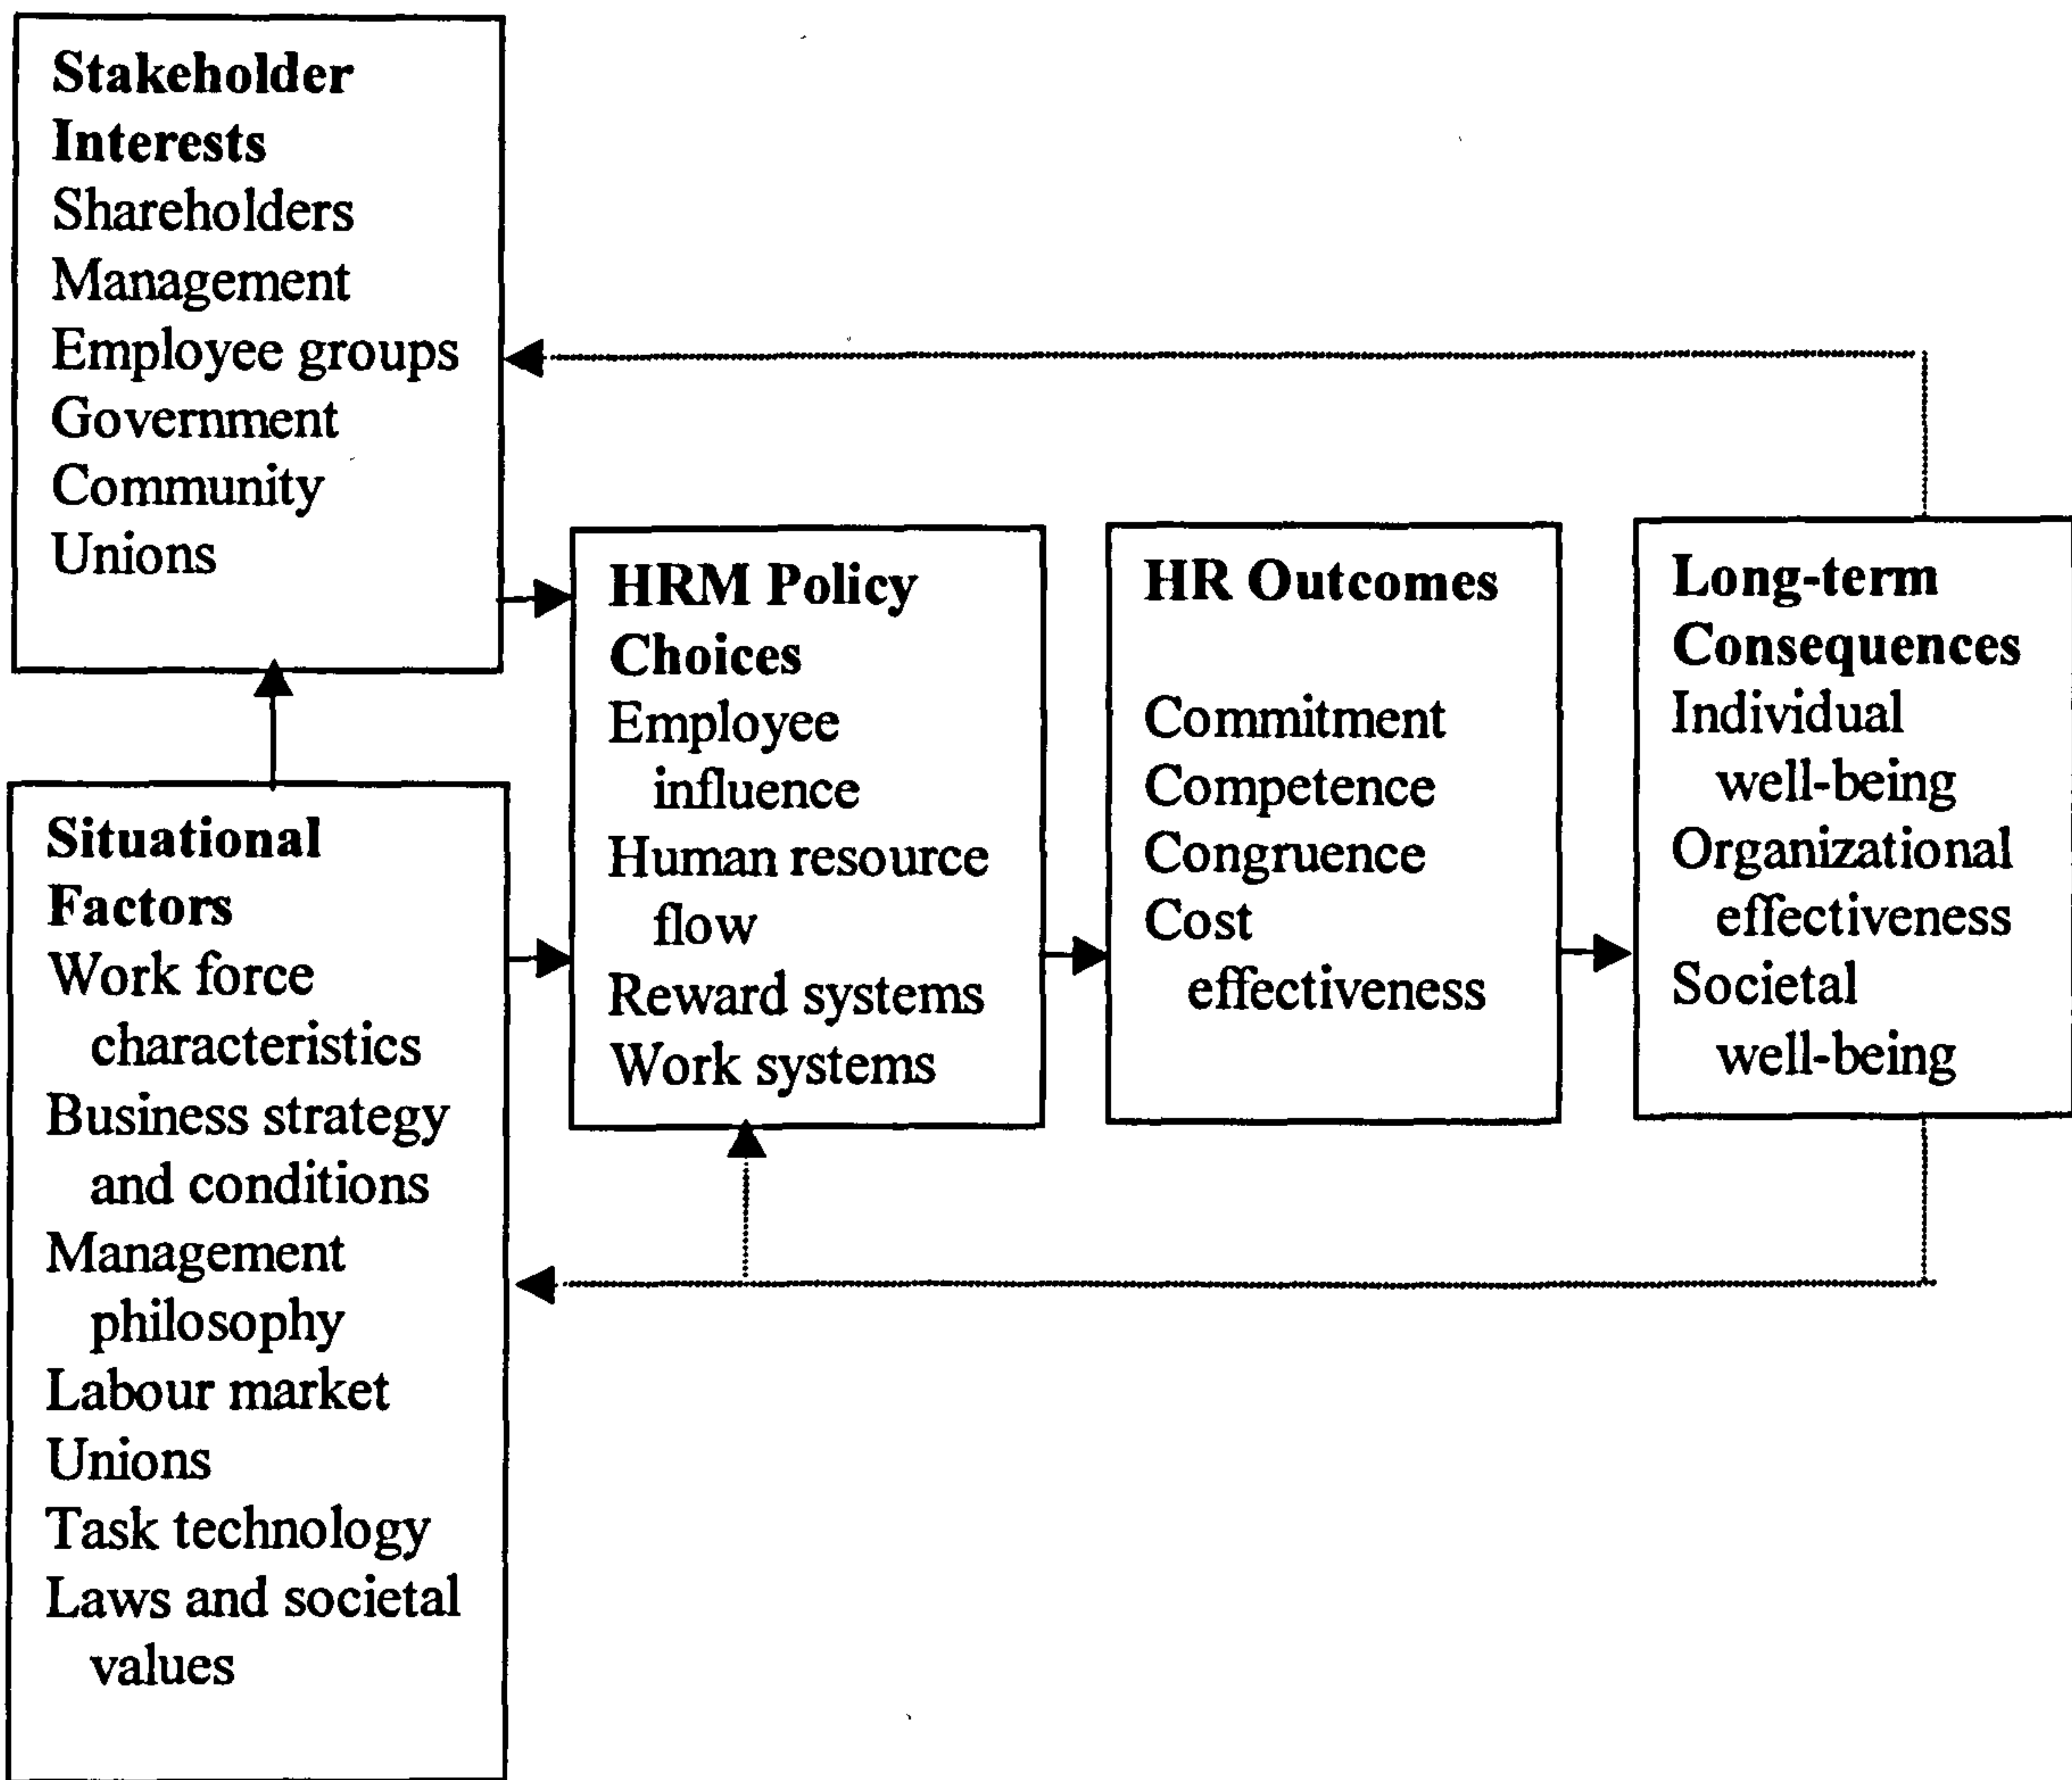 Stakeholder
Interests
Shareholders
Management
Employee groups
Government
Community
Unions
Situational
Factors
Work force
characteristics
Business strategy
and conditions
Management
philosophy
Labour market
Unions
Task technology
Laws and societal
values
HRM Policy
Choices
Employee
influence
Human resource
flow
Reward systems
Work systems
HR Outcomes
Commitment
Competence
Congruence
Cost
effectiveness
Long-term
Consequences
Individual
well-being
Organizational
effectiveness
Societal
well-being